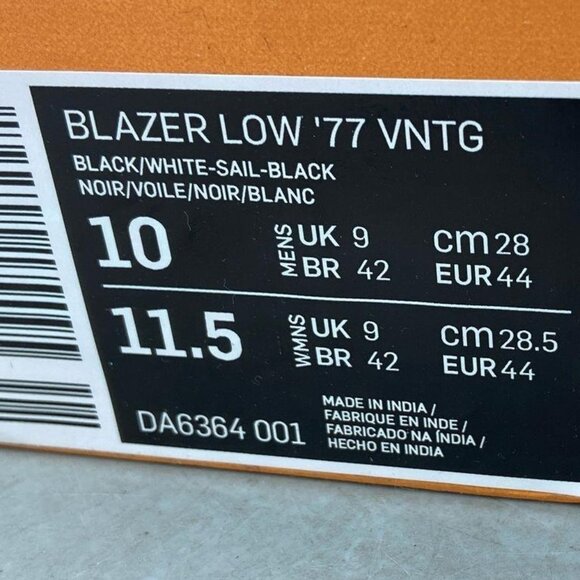 BLAZER LOW '77 VNTG
BLACK/WHITE-SAIL-BLACK
NOIR/VOILE/NOIR/BLANC
10 MENS UK 9 cm 28
BR 42 EUR 44
11.5 WMNS UK 9 cm 28.5
BR 42 EUR 44
DA6364 001
MADE IN INDIA /
FABRIQUE EN INDE /
FABRICADO NA ÍNDIA /
HECHO EN INDIA